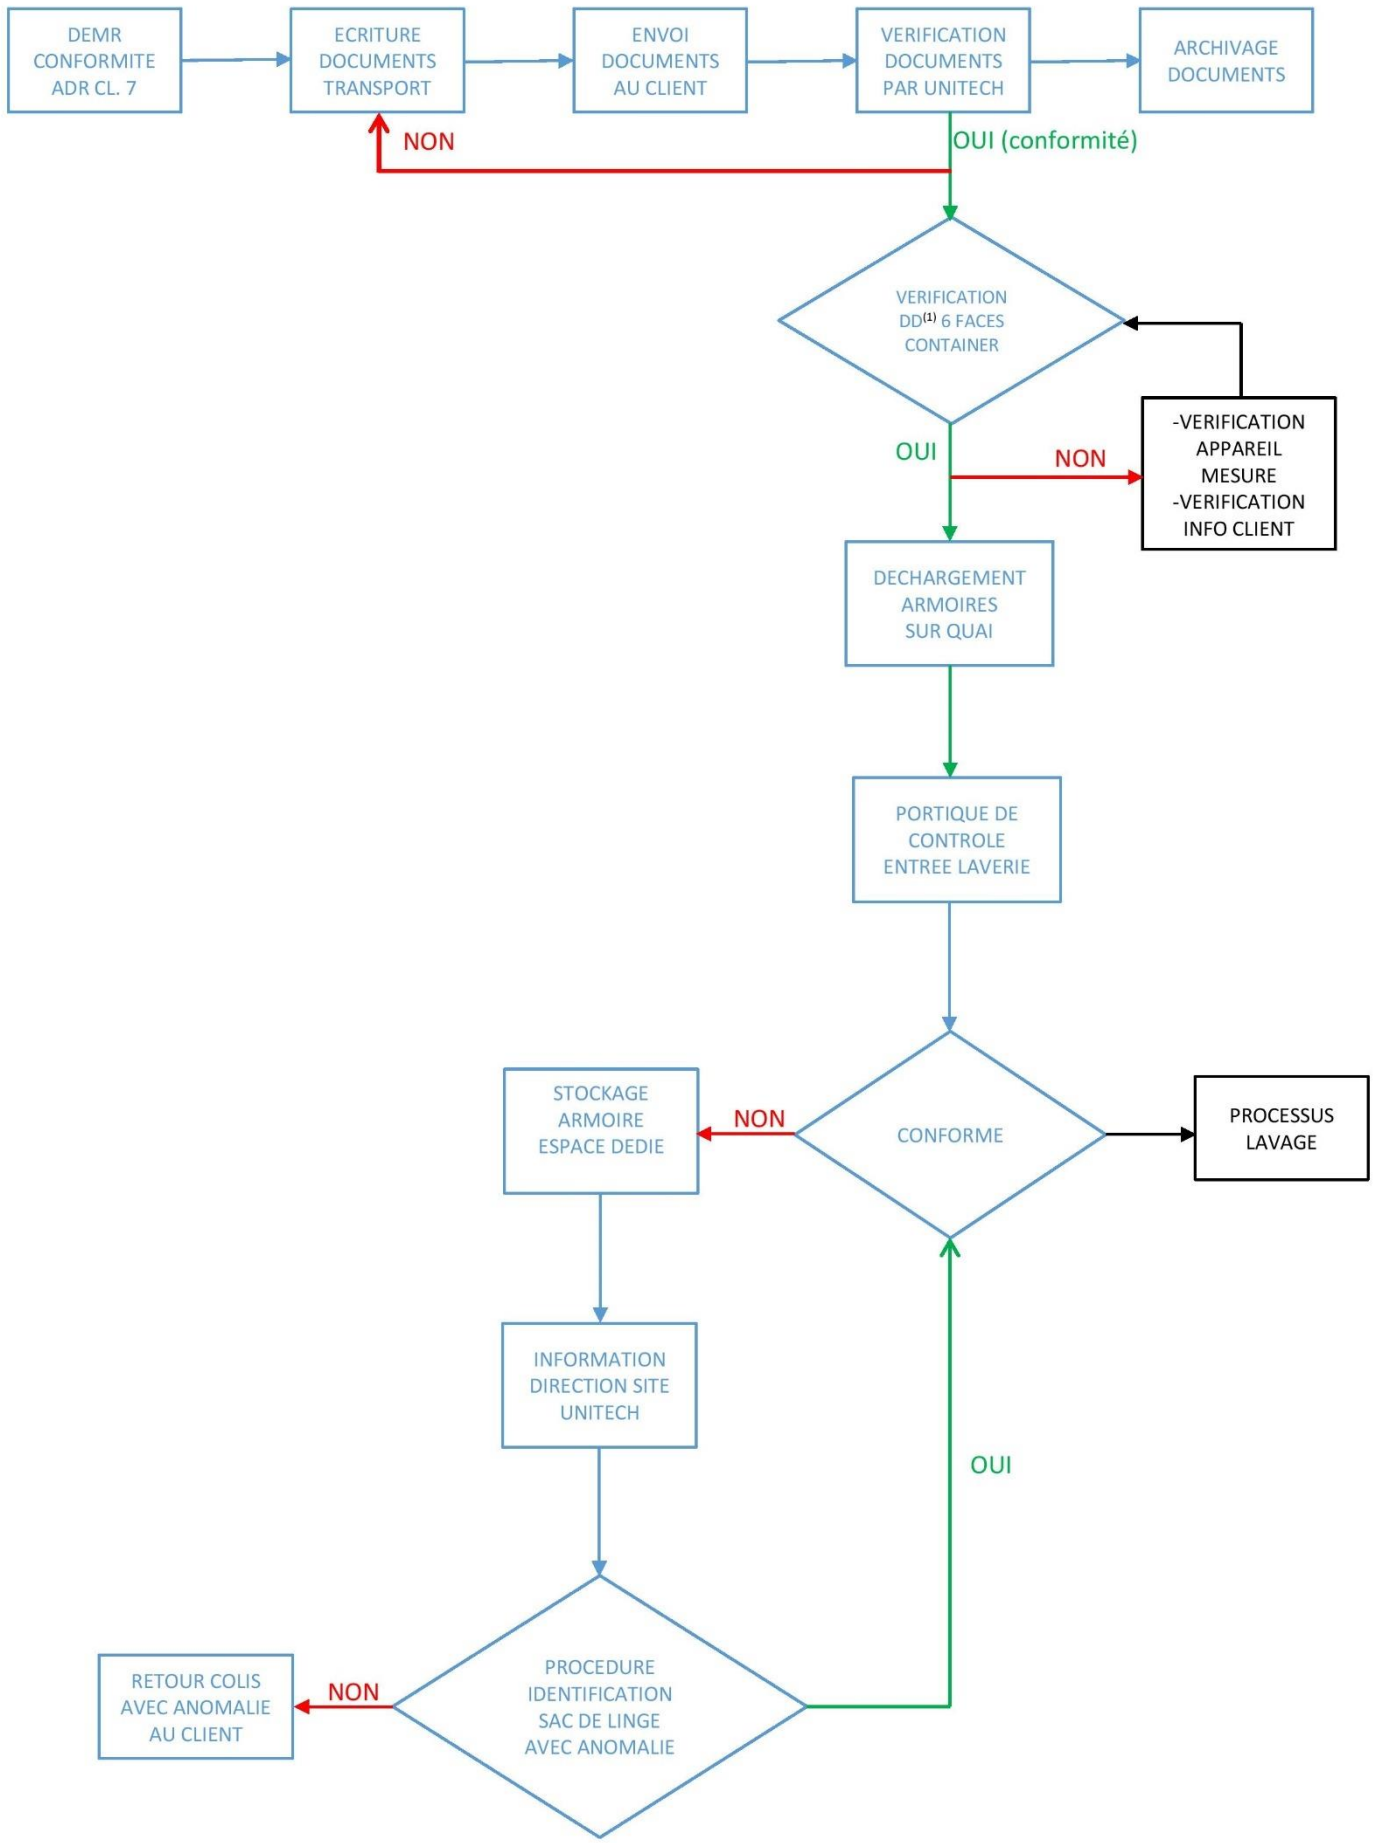 DEMR
CONFORMITE
ADR CL. 7
ECRITURE
DOCUMENTS
TRANSPORT
ENVOI
DOCUMENTS
AU CLIENT
VERIFICATION
DOCUMENTS
PAR UNITECH
ARCHIVAGE
DOCUMENTS
NON
OUI (conformité)
VERIFICATION
DD(1) 6 FACES
CONTAINER
OUI
NON
-VERIFICATION
APPAREIL
MESURE
-VERIFICATION
INFO CLIENT
DECHARGEMENT
ARMOIRES
SUR QUAI
PORTIQUE DE
CONTROLE
ENTREE LAVERIE
STOCKAGE
ARMOIRE
ESPACE DEDIE
NON
CONFORME
PROCESSUS
LAVAGE
INFORMATION
DIRECTION SITE
UNITECH
OUI
RETOUR COLIS
AVEC ANOMALIE
AU CLIENT
NON
PROCEDURE
IDENTIFICATION
SAC DE LINGE
AVEC ANOMALIE